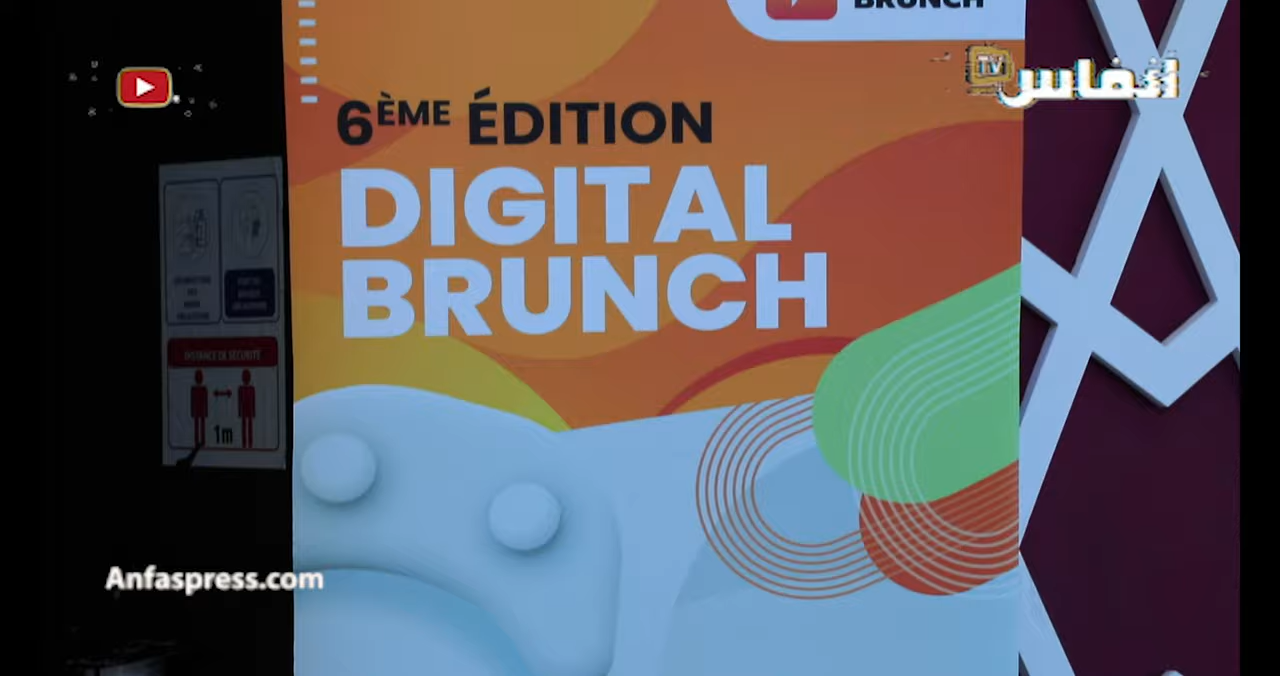 BRUNCH
TV أنفاس
6ÈME ÉDITION
DIGITAL
BRUNCH
DISTANCE DE SÉCURITÉ
1m
Anfaspress.com